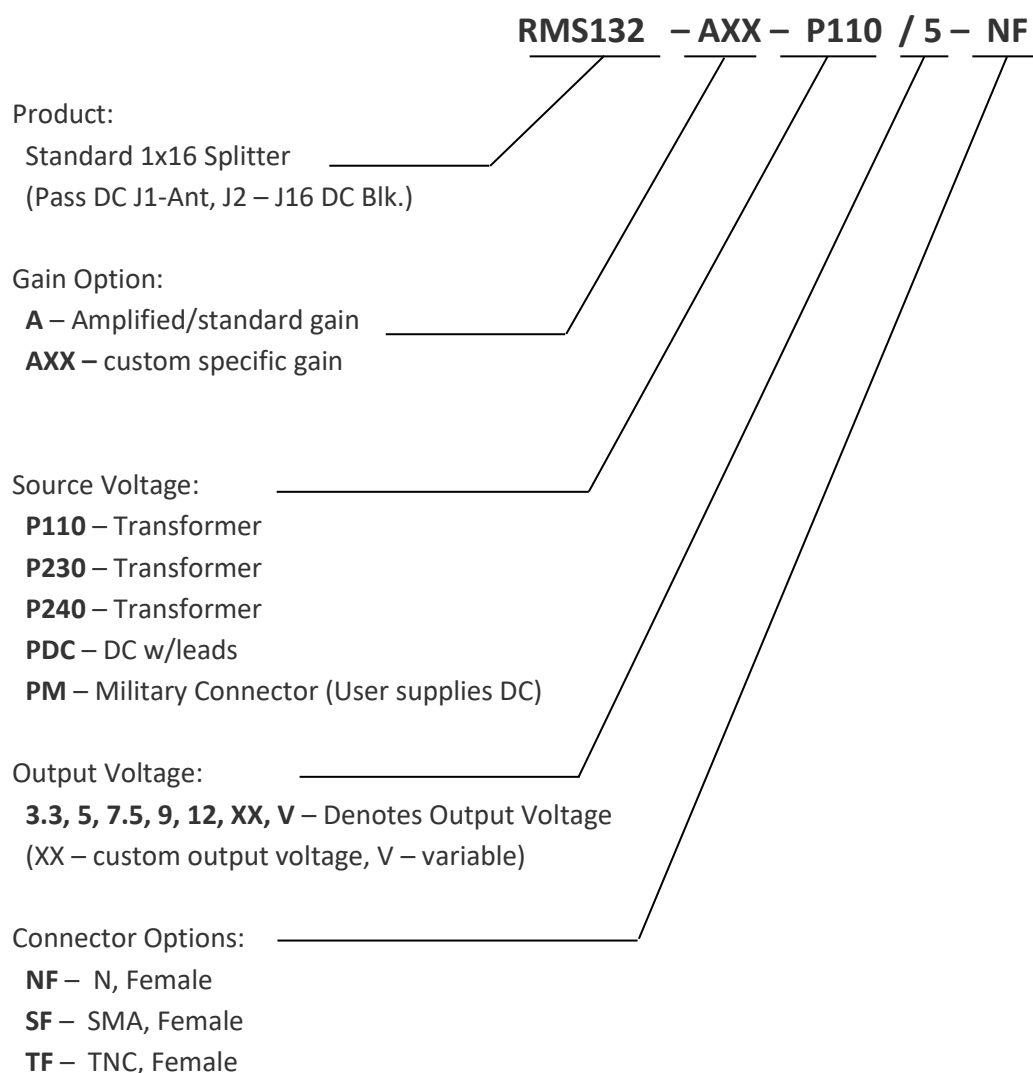 RMS132 – AXX – P110 / 5 – NF
Product:
Standard 1x16 Splitter
(Pass DC J1-Ant, J2 – J16 DC Blk.)
Gain Option:
A – Amplified/standard gain
AXX – custom specific gain
Source Voltage:
P110 – Transformer
P230 – Transformer
P240 – Transformer
PDC – DC w/leads
PM – Military Connector (User supplies DC)
Output Voltage:
3.3, 5, 7.5, 9, 12, XX, V – Denotes Output Voltage
(XX – custom output voltage, V – variable)
Connector Options:
NF – N, Female
SF – SMA, Female
TF – TNC, Female